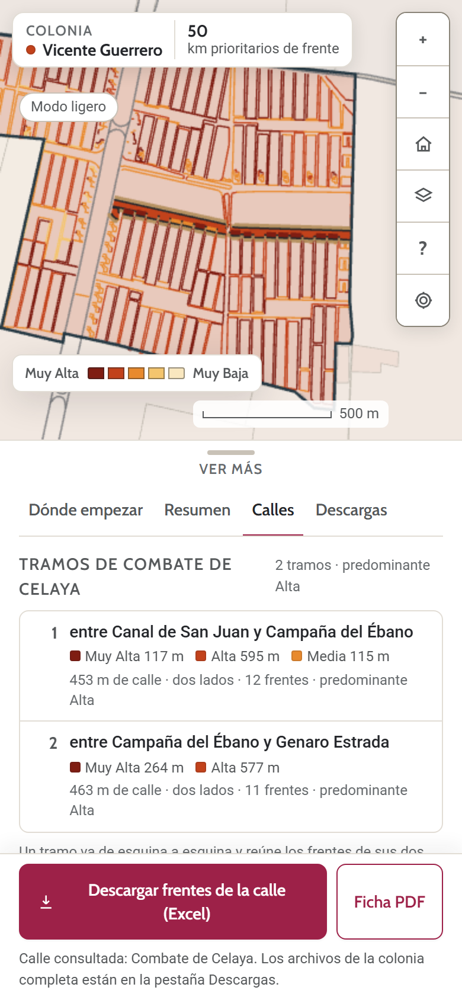 COLONIA
Vicente Guerrero
50
km prioritarios de frente
+
−
?
Modo ligero
Muy Alta
Muy Baja
500 m
VER MÁS
Dónde empezar
Resumen
Calles
Descargas
TRAMOS DE COMBATE DE
CELAYA
2 tramos · predominante
Alta
1
entre Canal de San Juan y Campaña del Ébano
Muy Alta 117 m
Alta 595 m
Media 115 m
453 m de calle · dos lados · 12 frentes · predominante
Alta
2
entre Campaña del Ébano y Genaro Estrada
Muy Alta 264 m
Alta 577 m
463 m de calle · dos lados · 11 frentes · predominante
Alta
Un tramo va de esquina a esquina y reúne los frentes de sus dos
Descargar frentes de la calle
(Excel)
Ficha PDF
Calle consultada: Combate de Celaya. Los archivos de la colonia
completa están en la pestaña Descargas.